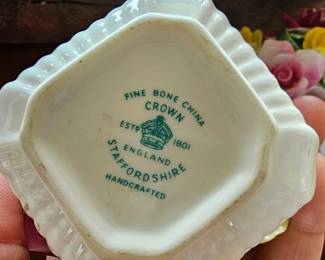 FINE BONE CHINA
CROWN
ESTD 1801
ENGLAND
STAFFORDSHIRE
HANDCRAFTED